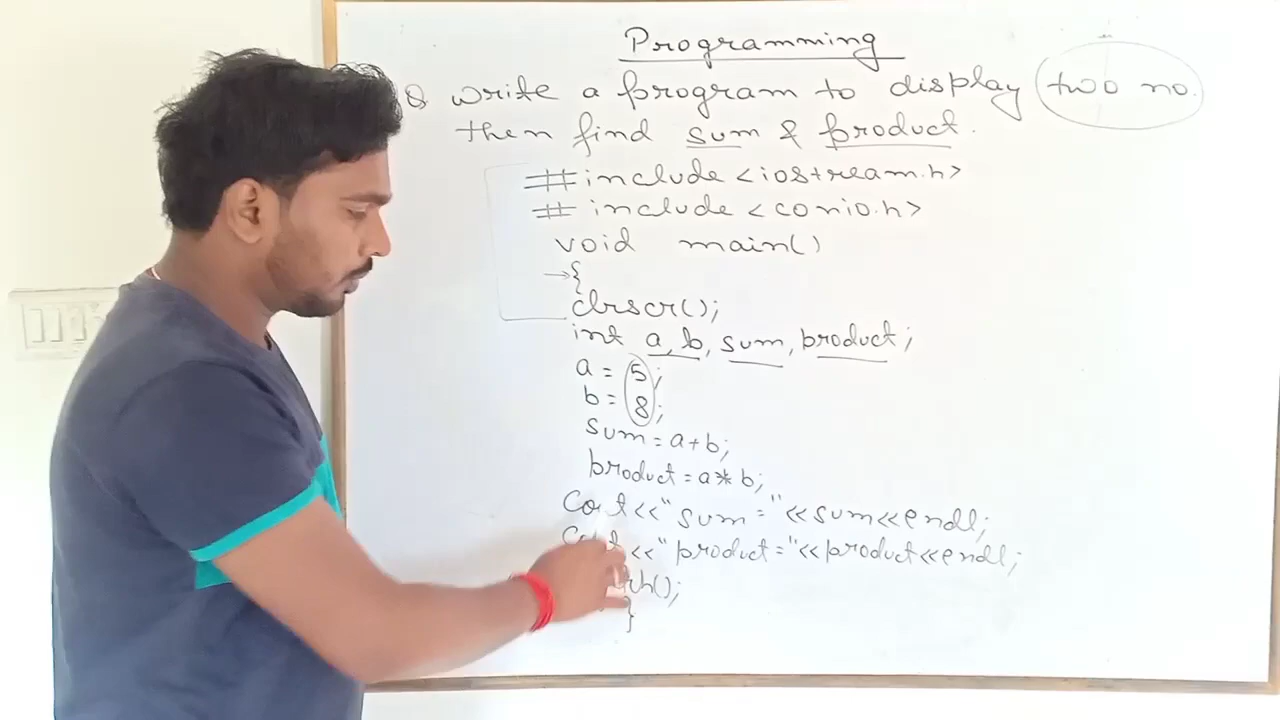 Programming
Q Write a program to display two no.
then find sum & product.
# include <iostream.h>
# include <conio.h>
void main()
→{
clrscr();
int a, b, sum, product;
a = 5;
b = 8;
sum = a+b;
product = a* b;
Cout<<"sum = "<<sum<<endl;
<<"product = "<<product<<endl;
}